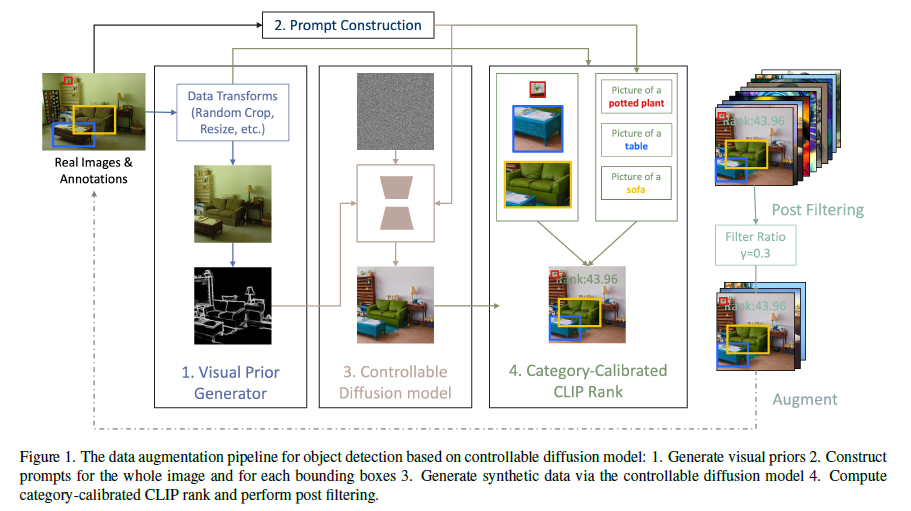 2. Prompt Construction
Real Images &
Annotations
Data Transforms
(Random Crop,
Resize, etc.)
1. Visual Prior
Generator
3. Controllable
Diffusion model
Picture of a
potted plant
Picture of a
table
Picture of a
sofa
Rank:43.96
4. Category-Calibrated
CLIP Rank
Rank:43.96
Post Filtering
Filter Ratio
γ=0.3
Rank:43.96
Augment
Figure 1. The data augmentation pipeline for object detection based on controllable diffusion model: 1. Generate visual priors 2. Construct
prompts for the whole image and for each bounding boxes 3. Generate synthetic data via the controllable diffusion model 4. Compute
category-calibrated CLIP rank and perform post filtering.